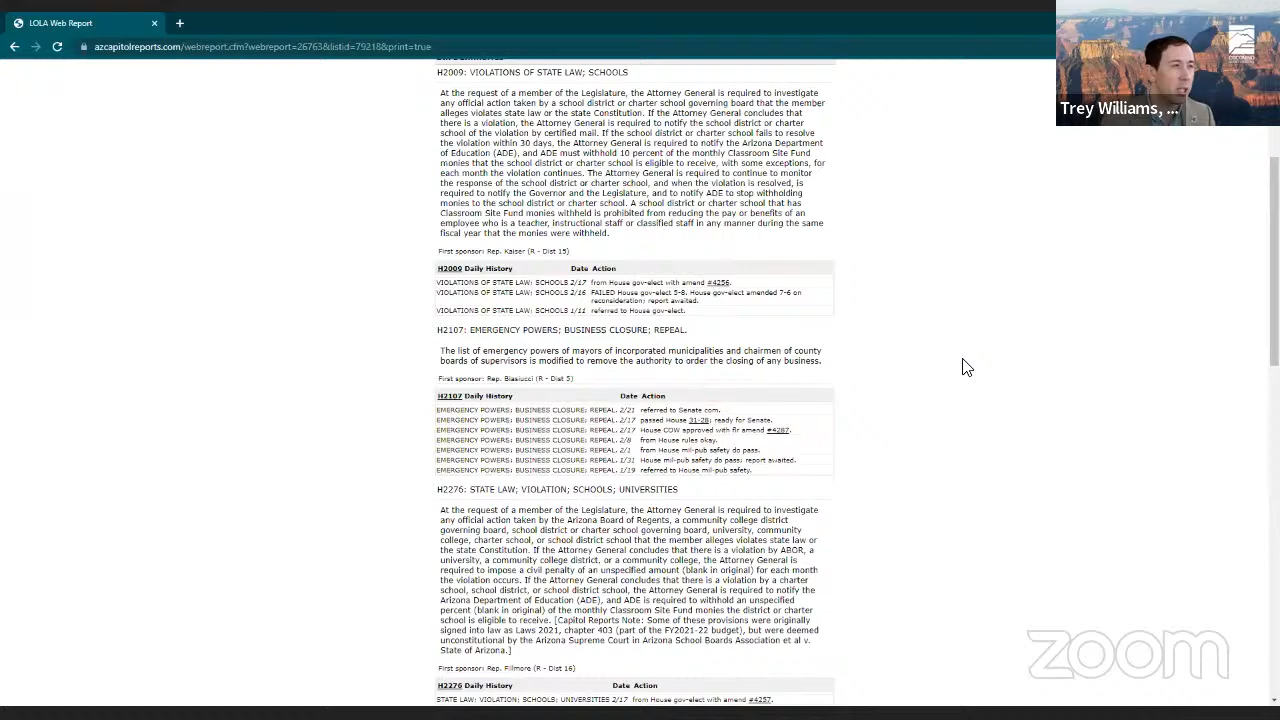 LOLA Web Report
azcapitolreports.com/webreport.cfm?webreport=26763&listid=79218&print=true
Trey Williams, ...
H2009: VIOLATIONS OF STATE LAW; SCHOOLS
At the request of a member of the Legislature, the Attorney General is required to investigate
any official action taken by a school district or charter school governing board that the member
alleges violates state law or the state Constitution. If the Attorney General concludes that
there is a violation, the Attorney General is required to notify the school district or charter
school of the violation by certified mail. If the school district or charter school fails to resolve
the violation within 30 days, the Attorney General is required to notify the Arizona Department
of Education (ADE), and ADE must withhold 10 percent of the monthly Classroom Site Fund
monies that the school district or charter school is eligible to receive, with some exceptions, for
each month the violation continues. The Attorney General is required to continue to monitor
the response of the school district or charter school, and when the violation is resolved, is
required to notify the Governor and the Legislature, and to notify ADE to stop withholding
monies to the school district or charter school. A school district or charter school that has
Classroom Site Fund monies withheld is prohibited from reducing the pay or benefits of an
employee who is a teacher, instructional staff or classified staff in any manner during the same
fiscal year that the monies were withheld.
First sponsor: Rep. Kaiser (R - Dist 15)
H2009 Daily History Date Action
VIOLATIONS OF STATE LAW; SCHOOLS 2/17 from House gov-elect with amend #4256.
VIOLATIONS OF STATE LAW; SCHOOLS 2/16 FAILED House gov-elect 5-8. House gov-elect amended 7-6 on
reconsideration; report awaited.
VIOLATIONS OF STATE LAW; SCHOOLS 1/11 referred to House gov-elect.
H2107: EMERGENCY POWERS; BUSINESS CLOSURE; REPEAL.
The list of emergency powers of mayors of incorporated municipalities and chairmen of county
boards of supervisors is modified to remove the authority to order the closing of any business.
First sponsor: Rep. Biasiucci (R - Dist 5)
H2107 Daily History Date Action
EMERGENCY POWERS; BUSINESS CLOSURE; REPEAL. 2/21 referred to Senate com.
EMERGENCY POWERS; BUSINESS CLOSURE; REPEAL. 2/17 passed House 31-28; ready for Senate.
EMERGENCY POWERS; BUSINESS CLOSURE; REPEAL. 2/17 House COW approved with flr amend #4287.
EMERGENCY POWERS; BUSINESS CLOSURE; REPEAL. 2/8 from House rules okay.
EMERGENCY POWERS; BUSINESS CLOSURE; REPEAL. 2/1 from House mil-pub safety do pass.
EMERGENCY POWERS; BUSINESS CLOSURE; REPEAL. 1/31 House mil-pub safety do pass; report awaited.
EMERGENCY POWERS; BUSINESS CLOSURE; REPEAL. 1/19 referred to House mil-pub safety.
H2276: STATE LAW; VIOLATION; SCHOOLS; UNIVERSITIES
At the request of a member of the Legislature, the Attorney General is required to investigate
any official action taken by the Arizona Board of Regents, a community college district
governing board, school district or charter school governing board, university, community
college, charter school, or school district school that the member alleges violates state law or
the state Constitution. If the Attorney General concludes that there is a violation by ABOR, a
university, a community college district, or a community college, the Attorney General is
required to impose a civil penalty of an unspecified amount (blank in original) for each month
the violation occurs. If the Attorney General concludes that there is a violation by a charter
school, school district, or school district school, the Attorney General is required to notify the
Arizona Department of Education (ADE), and ADE is required to withhold an unspecified
percent (blank in original) of the monthly Classroom Site Fund monies the district or charter
school is eligible to receive. [Capitol Reports Note: Some of these provisions were originally
signed into law as Laws 2021, chapter 403 (part of the FY2021-22 budget), but were deemed
unconstitutional by the Arizona Supreme Court in Arizona School Boards Association et al v.
State of Arizona.]
First sponsor: Rep. Fillmore (R - Dist 16)
H2276 Daily History Date Action
STATE LAW; VIOLATION; SCHOOLS; UNIVERSITIES 2/17 from House gov-elect with amend #4257.
zoom